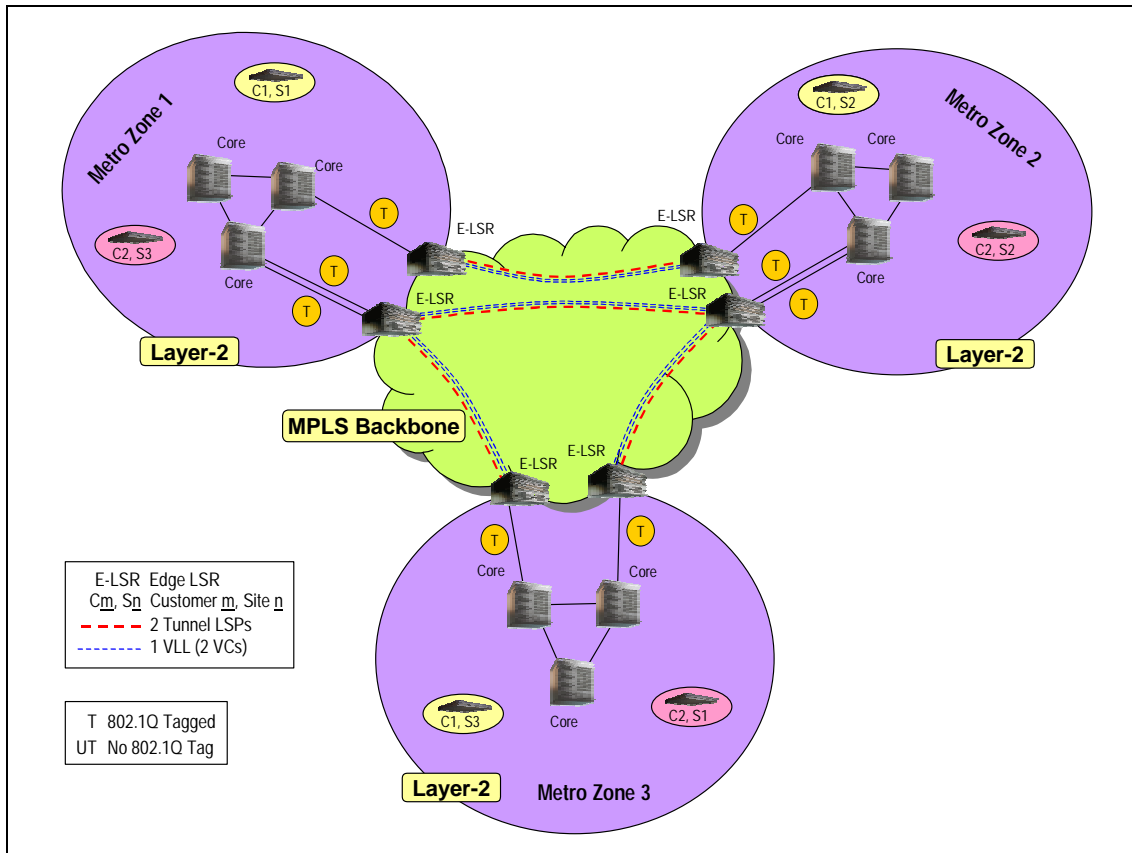 Metro Zone 1
C1, S1
Core
Core
C2, S3
Core
T
T
T
E-LSR
E-LSR
Layer-2
C1, S2
Metro Zone 2
Core
Core
C2, S2
Core
T
T
T
E-LSR
E-LSR
Layer-2
MPLS Backbone
E-LSR
E-LSR
T
T
Core
Core
Core
C1, S3
C2, S1
Layer-2
Metro Zone 3
E-LSR Edge LSR
Cm, Sn Customer m, Site n
2 Tunnel LSPs
1 VLL (2 VCs)
T 802.1Q Tagged
UT No 802.1Q Tag